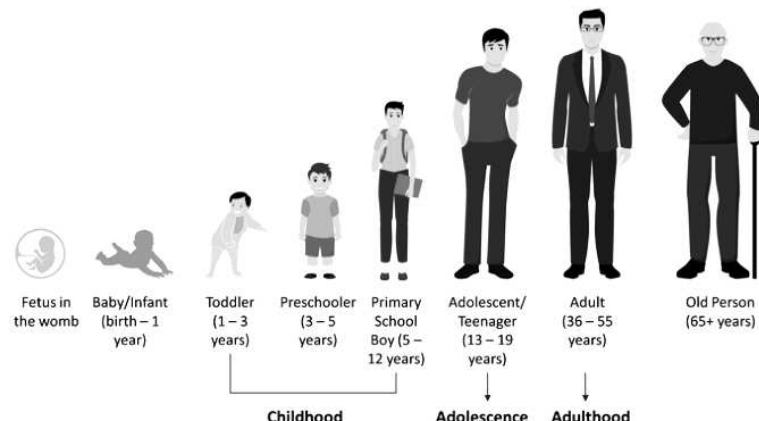 Fetus in
the womb
Baby/Infant
(birth – 1
year)
Toddler
(1 – 3
years)
Preschooler
(3 – 5
years)
Primary
School
Boy (5 –
12 years)
Adolescent/
Teenager
(13 – 19
years)
Adult
(36 – 55
years)
Old Person
(65+ years)
Childhood
Adolescence
Adulthood